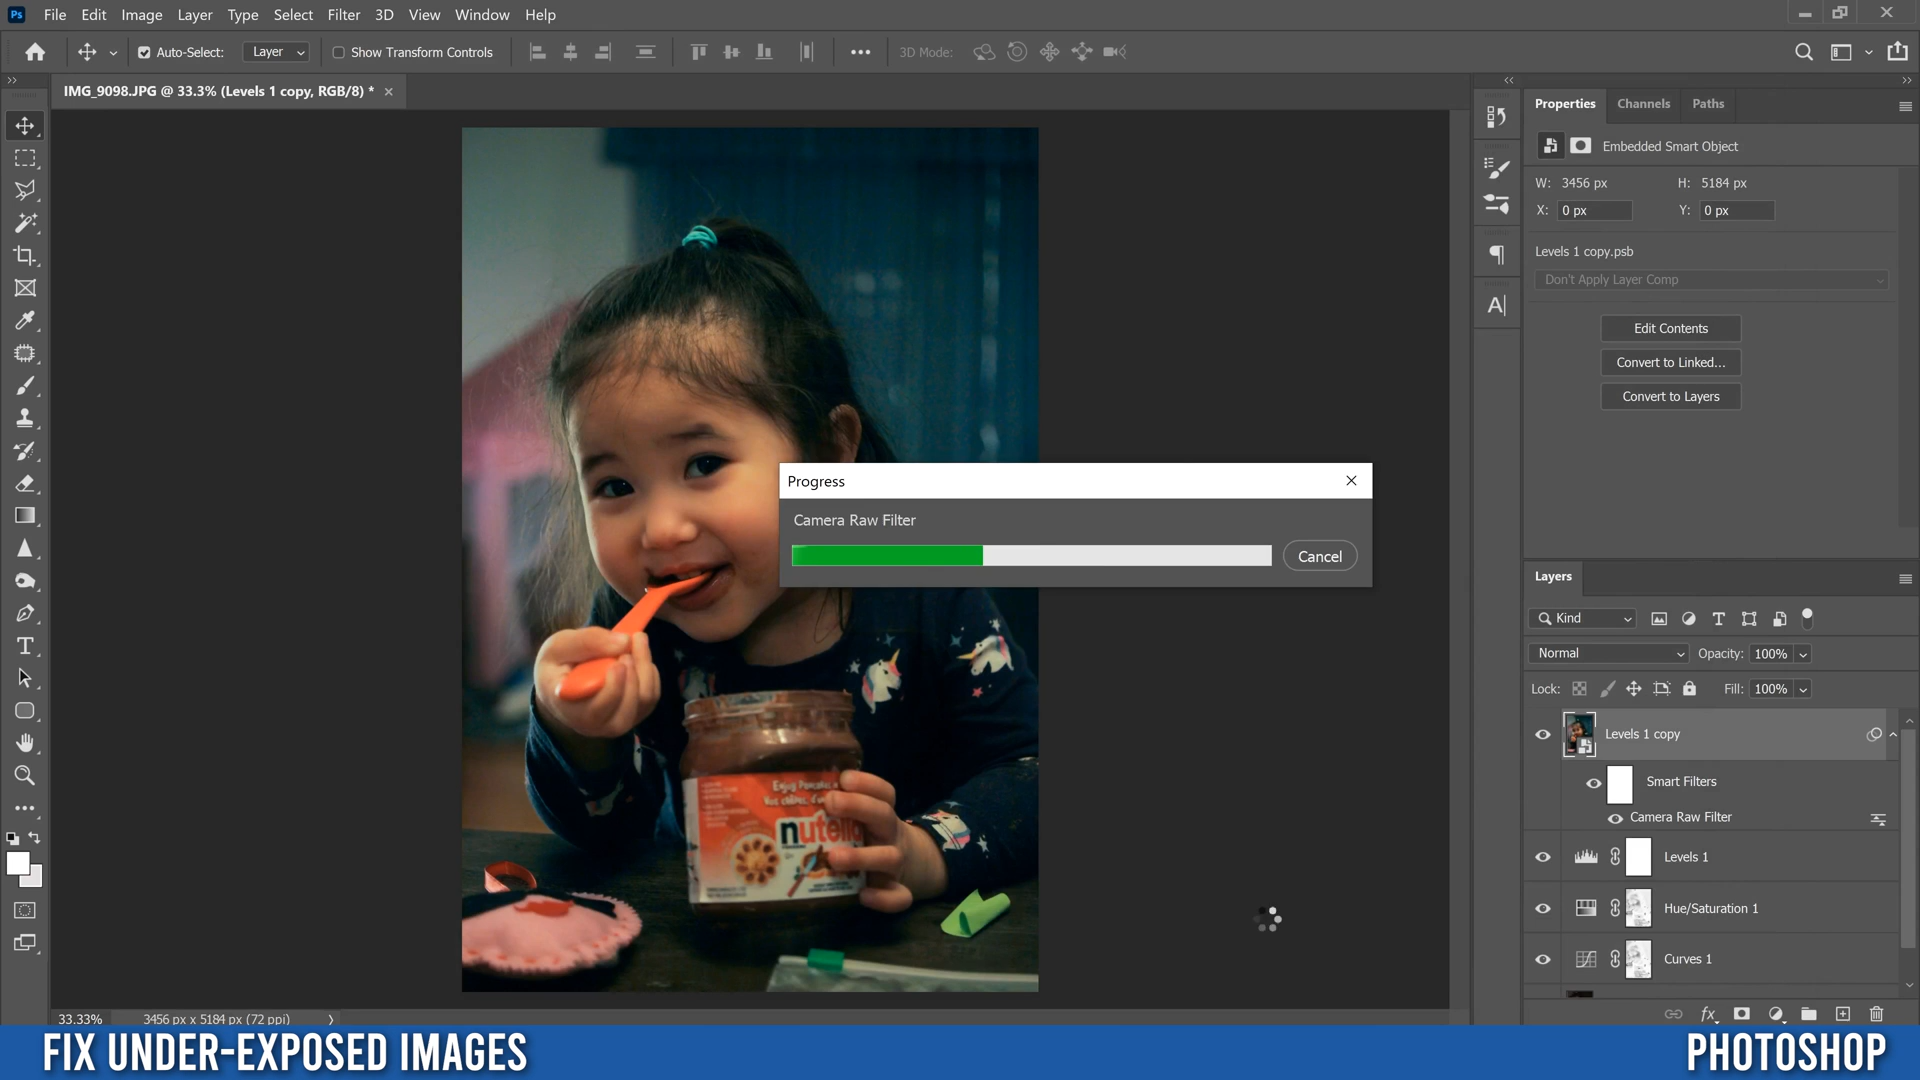 Ps File Edit Image Layer Type Select Filter 3D View Window Help
Auto-Select: Layer Show Transform Controls 3D Mode:
IMG_9098.JPG @ 33.3% (Levels 1 copy, RGB/8) *
Properties Channels Paths
Embedded Smart Object
W: 3456 px H: 5184 px
X: 0 px Y: 0 px
Levels 1 copy.psb
Don't Apply Layer Comp
Edit Contents
Convert to Linked...
Convert to Layers
Progress
Camera Raw Filter
Cancel
Enjoy Pancakes
nutella
Layers
Kind
Normal Opacity: 100%
Lock: Fill: 100%
Levels 1 copy
Smart Filters
Camera Raw Filter
Levels 1
Hue/Saturation 1
Curves 1
fx
33.33% 3456 px x 5184 px (72 ppi)
FIX UNDER-EXPOSED IMAGES
PHOTOSHOP